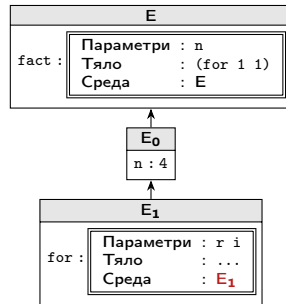 E
fact :
Параметри : n
Тяло : (for 1 1)
Среда : E
E₀
n : 4
E₁
for :
Параметри : r i
Тяло : ...
Среда : E₁